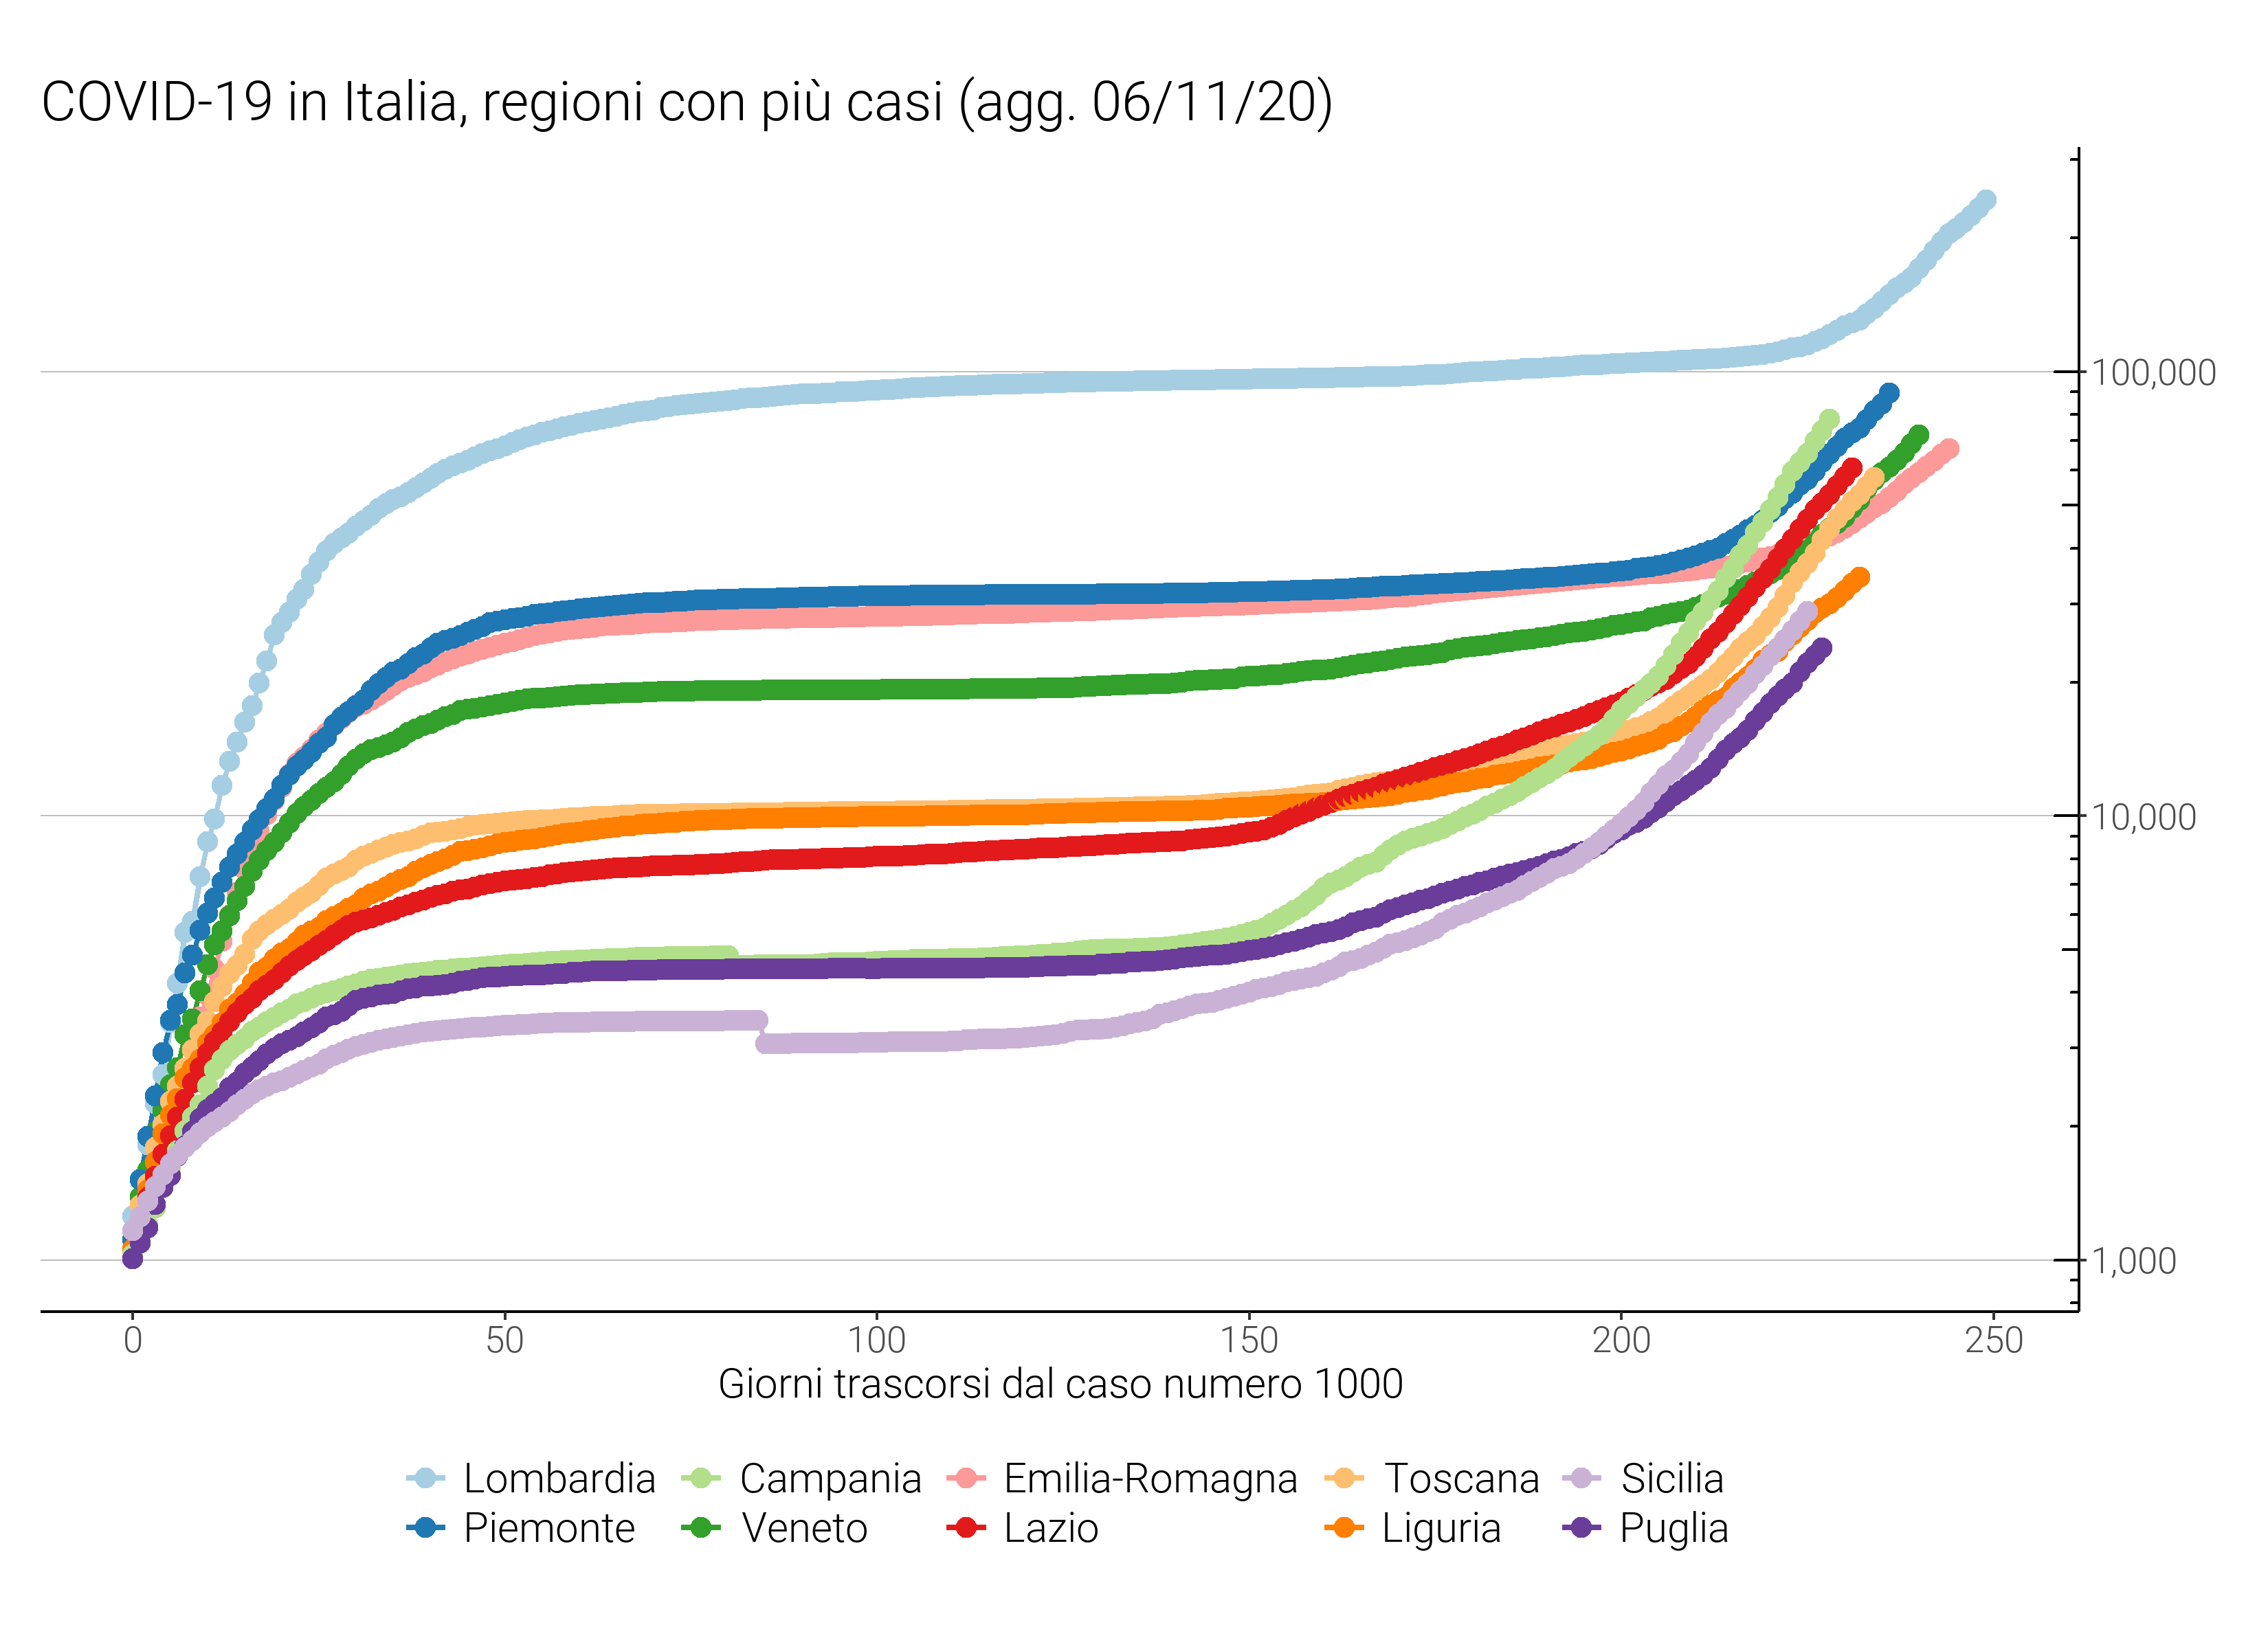 COVID-19 in Italia, regioni con più casi (agg. 06/11/20)
100,000
10,000
1,000
0 50 100 150 200 250
Giorni trascorsi dal caso numero 1000
Lombardia Campania Emilia-Romagna Toscana Sicilia
Piemonte Veneto Lazio Liguria Puglia